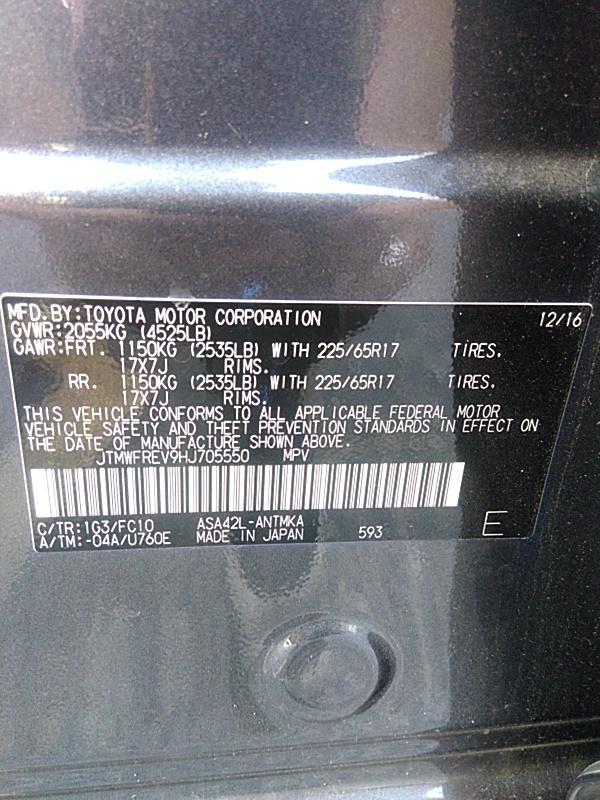 MFD.BY:TOYOTA MOTOR CORPORATION 12/16
GVWR:2055KG (4525LB)
GAWR:FRT. 1150KG (2535LB) WITH 225/65R17 TIRES,
17X7J RIMS.
RR. 1150KG (2535LB) WITH 225/65R17 TIRES,
17X7J RIMS.
THIS VEHICLE CONFORMS TO ALL APPLICABLE FEDERAL MOTOR
VEHICLE SAFETY AND THEFT PREVENTION STANDARDS IN EFFECT ON
THE DATE OF MANUFACTURE SHOWN ABOVE.
JTMWFREV9HJ705550 MPV
C/TR:1G3/FC10 ASA42L-ANTMKA
A/TM:-04A/U760E MADE IN JAPAN 593 E